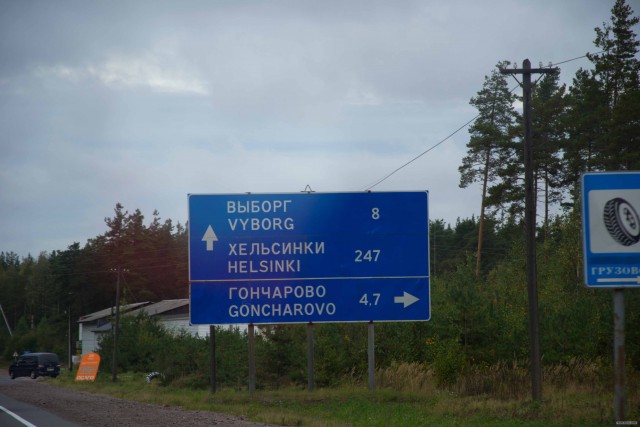 ВЫБОРГ 8
VYBORG
ХЕЛЬСИНКИ 247
HELSINKI
ГОНЧАРОВО 4.7
GONCHAROVO